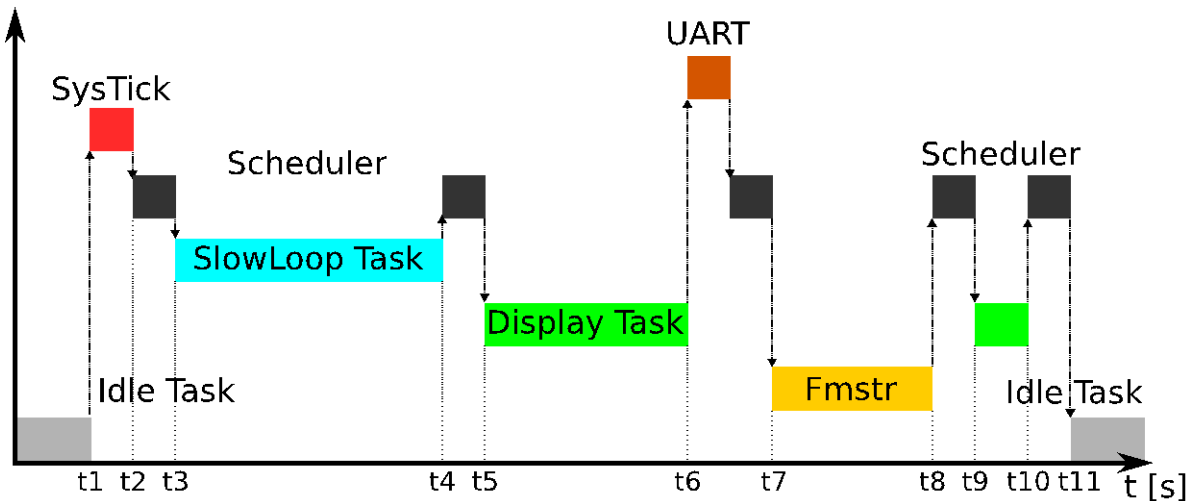 UART
SysTick
Scheduler
Scheduler
SlowLoop Task
Display Task
Idle Task
Fmstr
Idle Task
t1 t2 t3 t4 t5 t6 t7 t8 t9 t10 t11 t [s]